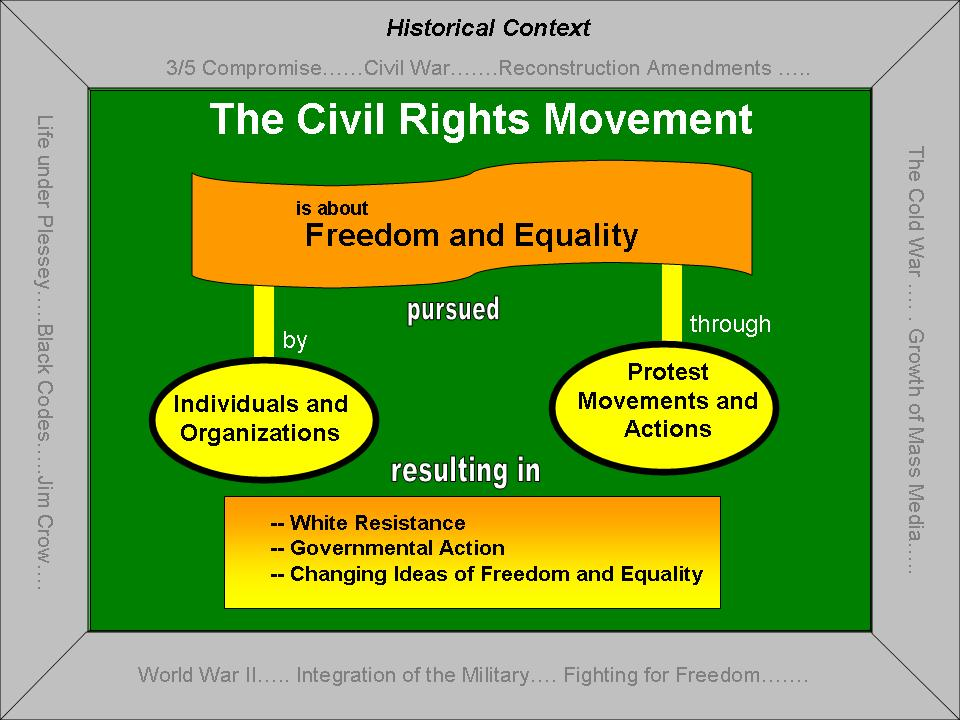 Historical Context
3/5 Compromise……Civil War…….Reconstruction Amendments …..
Life under Plessey…..Black Codes…..Jim Crow….
The Civil Rights Movement
is about
Freedom and Equality
pursued
by
through
Individuals and
Organizations
Protest
Movements and
Actions
resulting in
-- White Resistance
-- Governmental Action
-- Changing Ideas of Freedom and Equality
The Cold War …… Growth of Mass Media….
World War II….. Integration of the Military…. Fighting for Freedom…….